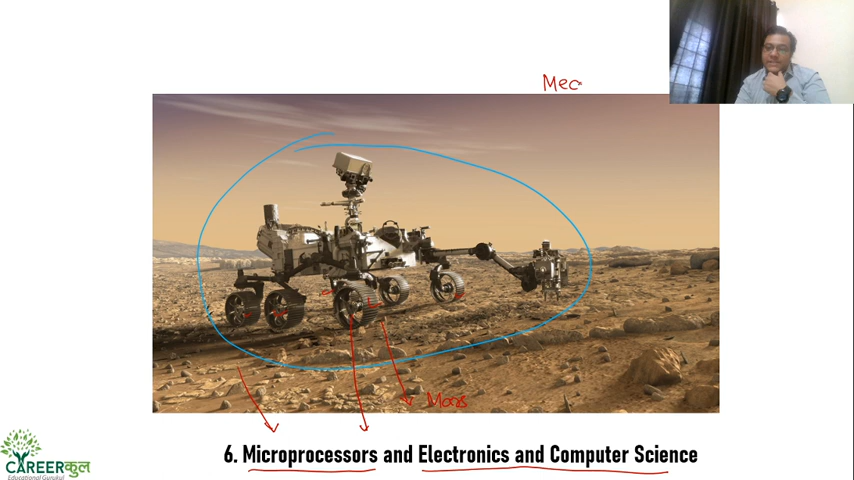 Mec
Mars
6. Microprocessors and Electronics and Computer Science
CAREERकुल
Educational Gurukul